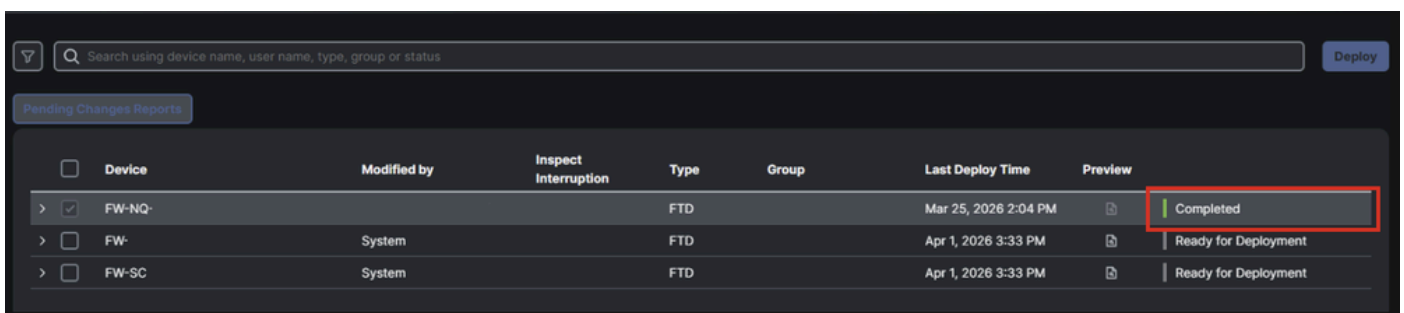 Search using device name, user name, type, group or status
Deploy
Pending Changes Reports
Device Modified by Inspect Interruption Type Group Last Deploy Time Preview
FW-NQ- FTD Mar 25, 2026 2:04 PM Completed
FW- System FTD Apr 1, 2026 3:33 PM Ready for Deployment
FW-SC System FTD Apr 1, 2026 3:33 PM Ready for Deployment